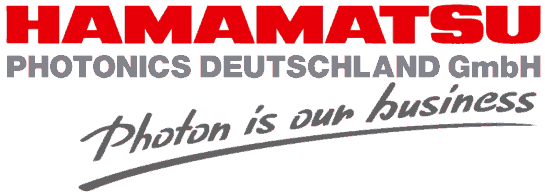 HAMAMATSU
PHOTONICS DEUTSCHLAND GmbH
Photon is our business